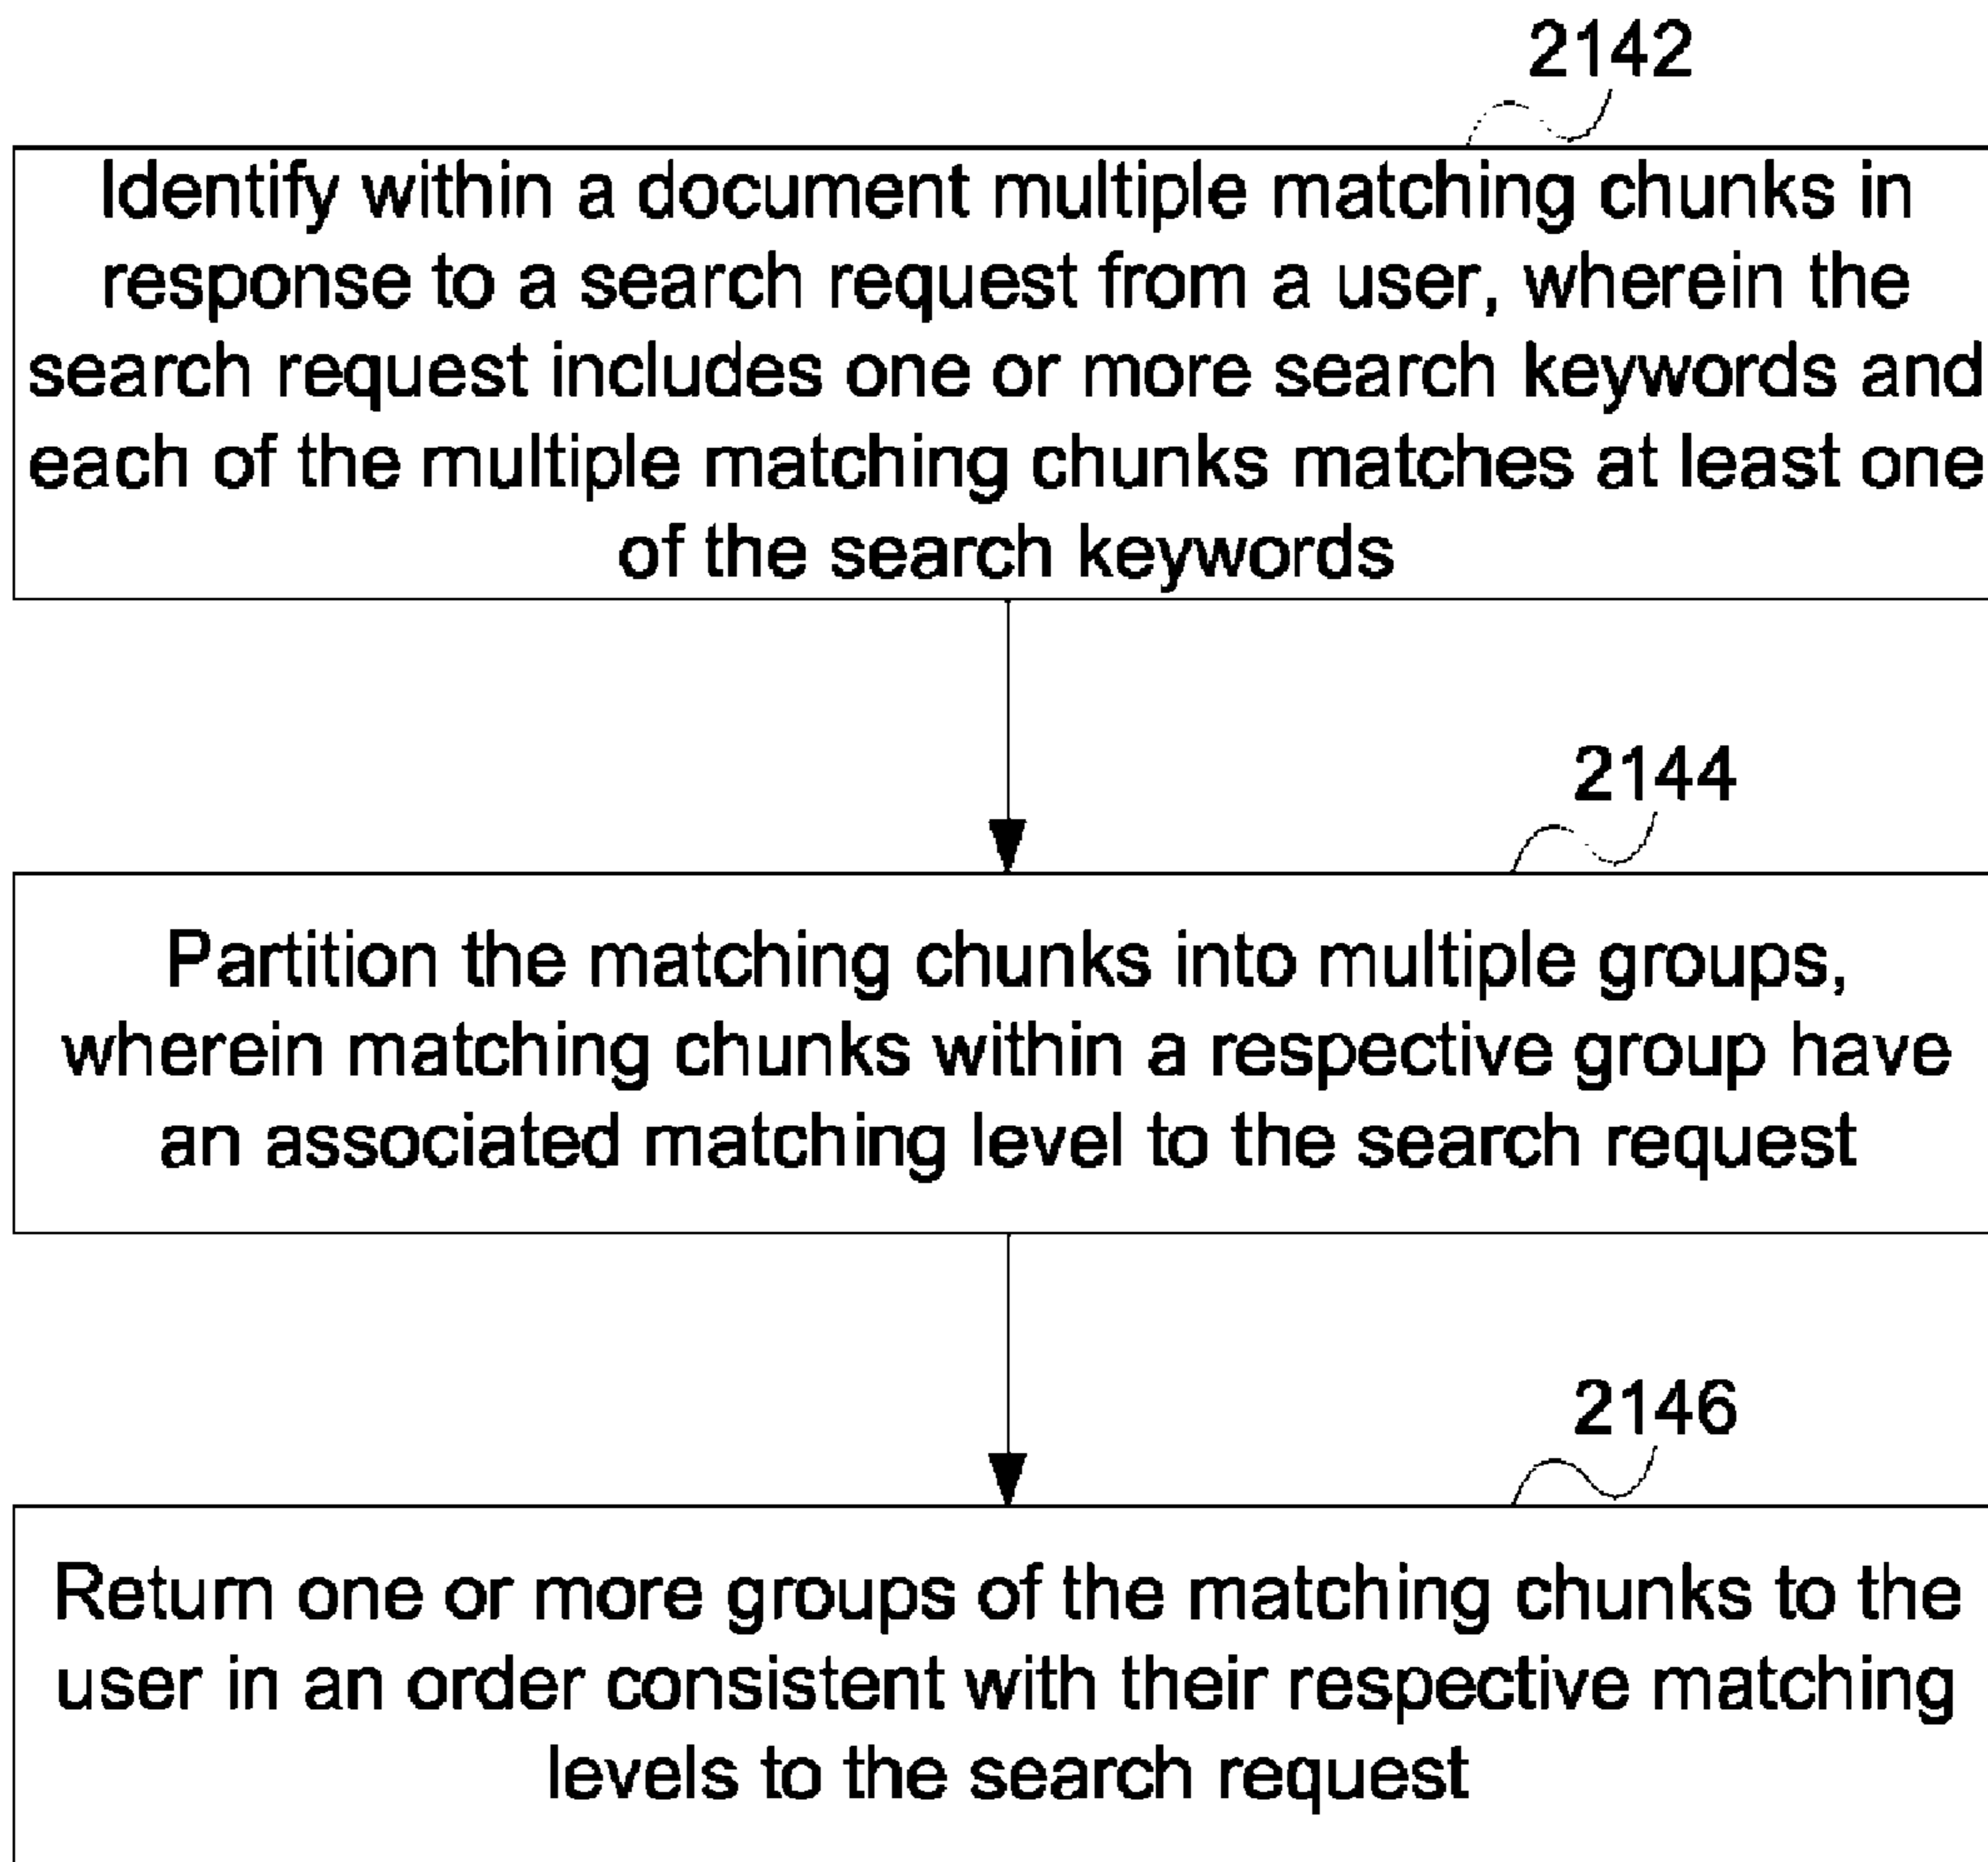 2142
Identify within a document multiple matching chunks in
response to a search request from a user, wherein the
search request includes one or more search keywords and
each of the multiple matching chunks matches at least one
of the search keywords
2144
Partition the matching chunks into multiple groups,
wherein matching chunks within a respective group have
an associated matching level to the search request
2146
Return one or more groups of the matching chunks to the
user in an order consistent with their respective matching
levels to the search request